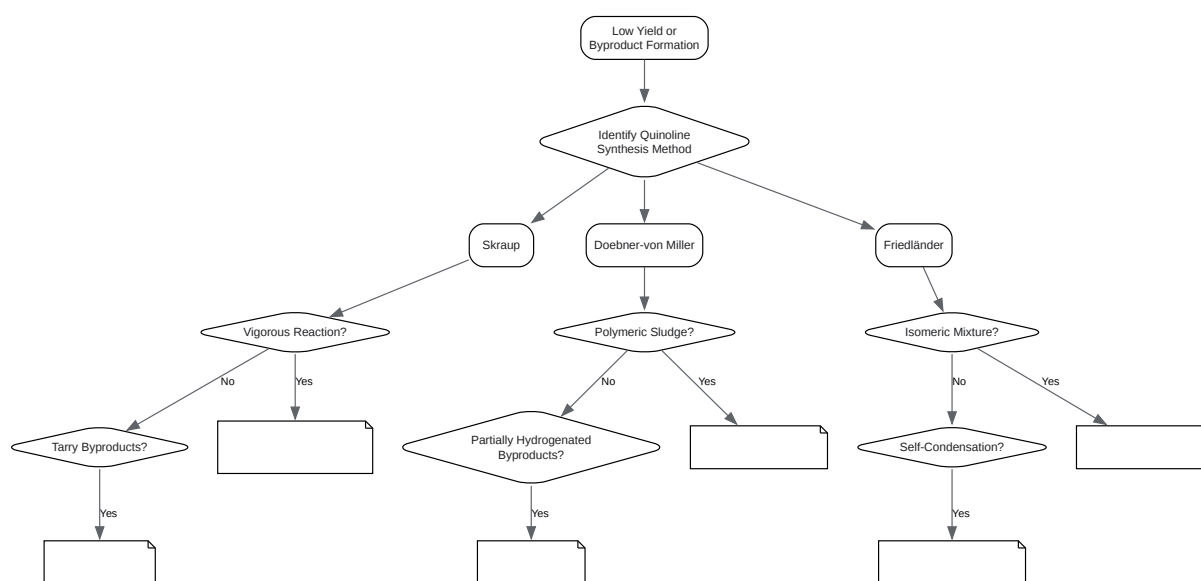 Low Yield or
Byproduct Formation
Identify Quinoline
Synthesis Method
Skraup
Doebner-von Miller
Friedländer
Vigorous Reaction?
Polymeric Sludge?
Isomeric Mixture?
No
Yes
No
Yes
No
Yes
Tarry Byproducts?
Partially Hydrogenated
Byproducts?
Self-Condensation?
Yes
Yes
Yes